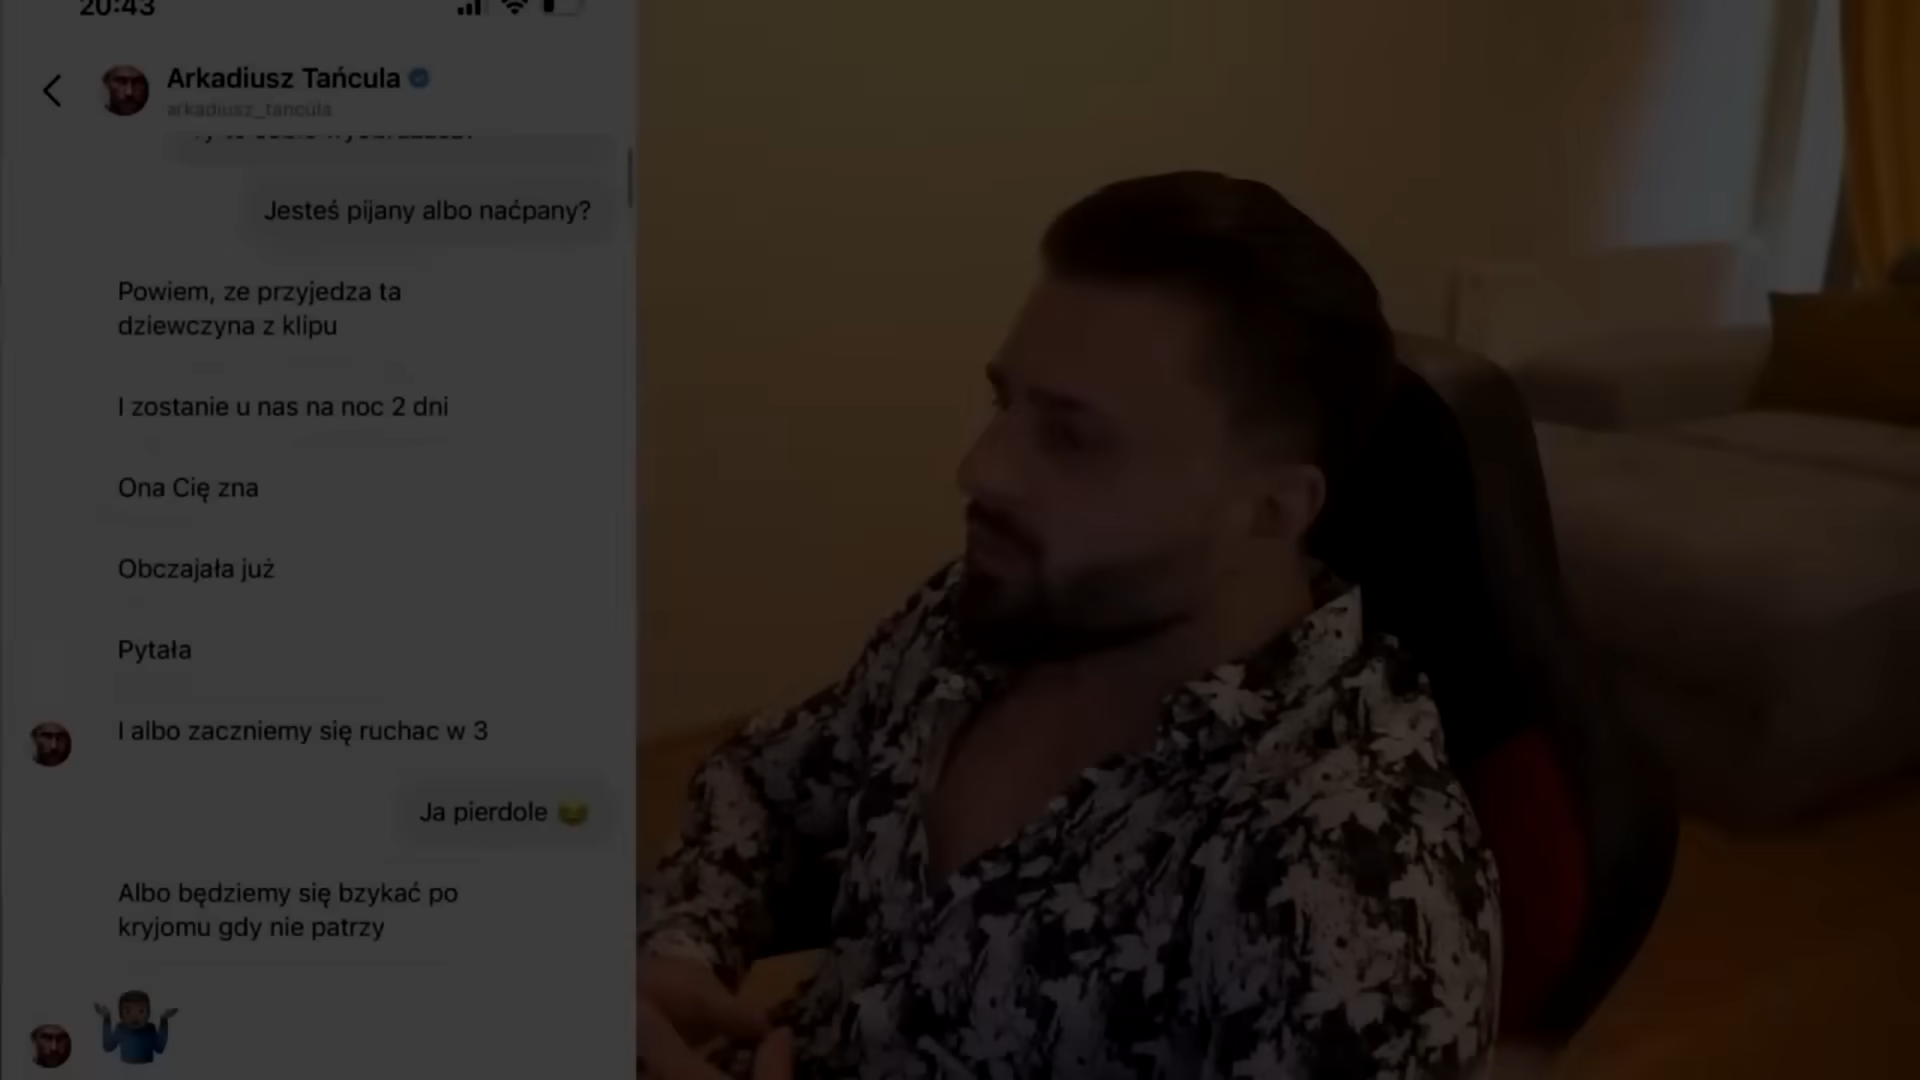 20:43
Arkadiusz Tańcula
arkadiusz_tancula
Jesteś pijany albo naćpany?
Powiem, ze przyjedza ta
dziewczyna z klipu
I zostanie u nas na noc 2 dni
Ona Cię zna
Obczajała już
Pytała
I albo zaczniemy się ruchac w 3
Ja pierdole 😂
Albo będziemy się bzykać po
kryjomu gdy nie patrzy